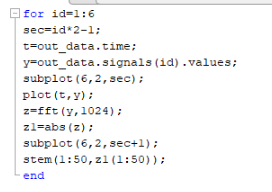 for id=1:6
sec=id*2-1;
t=out_data.time;
y=out_data.signals(id).values;
subplot(6,2,sec);
plot(t,y);
z=fft(y,1024);
z1=abs(z);
subplot(6,2,sec+1);
stem(1:50,z1(1:50));
end